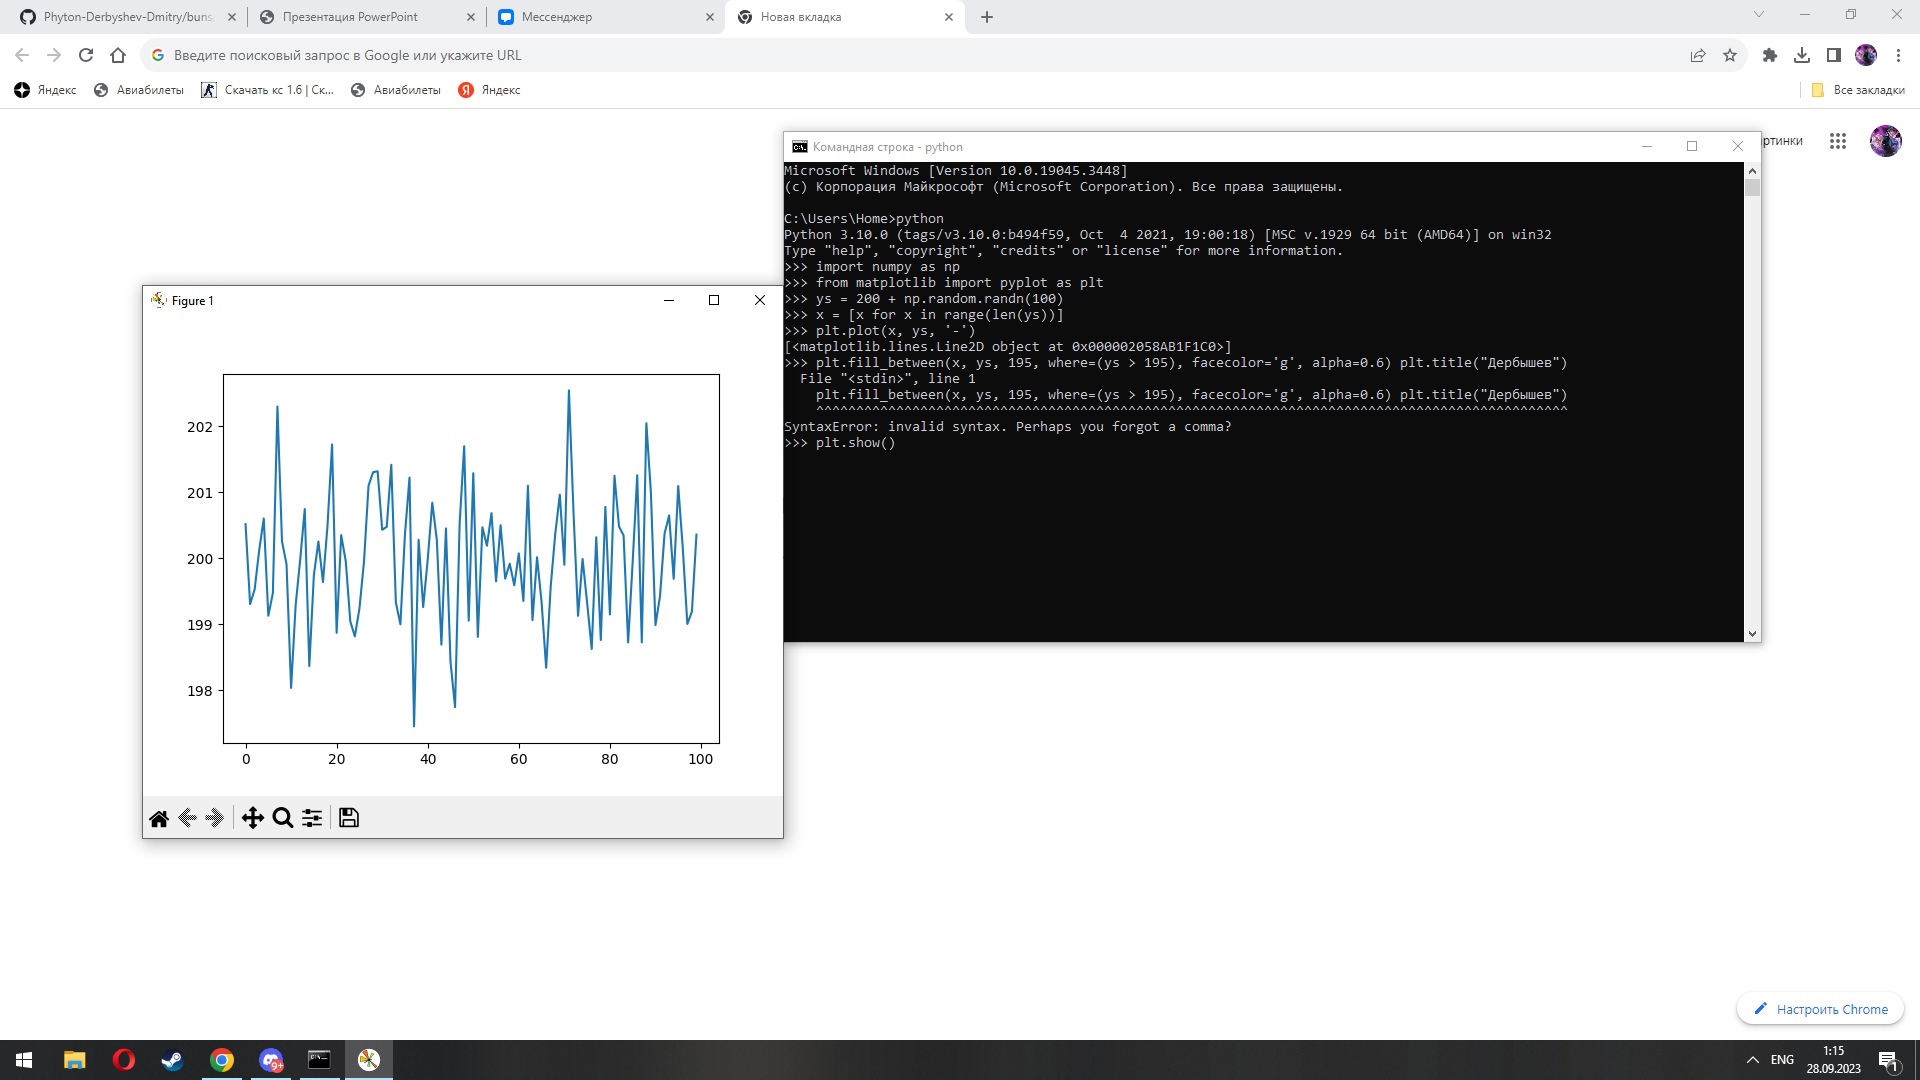 Phyton-Derbyshev-Dmitry/buns
Презентация PowerPoint
Мессенджер
Новая вкладка
Введите поисковый запрос в Google или укажите URL
Яндекс
Авиабилеты
Скачать кс 1.6 | Ск...
Авиабилеты
Яндекс
Все закладки
ртинки
Командная строка - python
Microsoft Windows [Version 10.0.19045.3448]
(c) Корпорация Майкрософт (Microsoft Corporation). Все права защищены.
C:\Users\Home>python
Python 3.10.0 (tags/v3.10.0:b494f59, Oct  4 2021, 19:00:18) [MSC v.1929 64 bit (AMD64)] on win32
Type "help", "copyright", "credits" or "license" for more information.
>>> import numpy as np
>>> from matplotlib import pyplot as plt
>>> ys = 200 + np.random.randn(100)
>>> x = [x for x in range(len(ys))]
>>> plt.plot(x, ys, '-')
[<matplotlib.lines.Line2D object at 0x000002058AB1F1C0>]
>>> plt.fill_between(x, ys, 195, where=(ys > 195), facecolor='g', alpha=0.6) plt.title("Дербышев")
  File "<stdin>", line 1
    plt.fill_between(x, ys, 195, where=(ys > 195), facecolor='g', alpha=0.6) plt.title("Дербышев")
    ^^^^^^^^^^^^^^^^^^^^^^^^^^^^^^^^^^^^^^^^^^^^^^^^^^^^^^^^^^^^^^^^^^^^^^^^^^^^^^^^^^^^^^^^^^^^^^
SyntaxError: invalid syntax. Perhaps you forgot a comma?
>>> plt.show()
Figure 1
202
201
200
199
198
0 20 40 60 80 100
Настроить Chrome
9+
ENG
1:15
28.09.2023
1